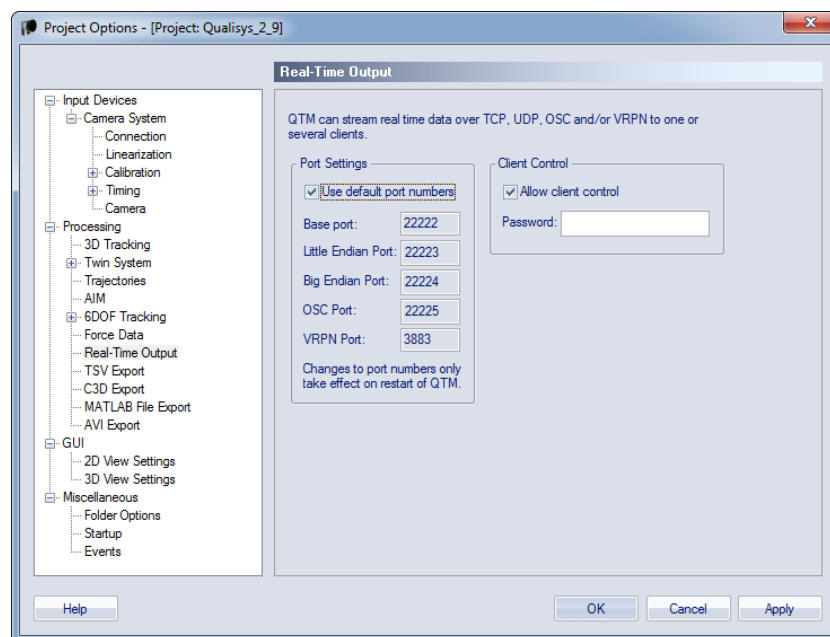 Project Options - [Project: Qualisys_2_9]
Real-Time Output
Input Devices
Camera System
Connection
Linearization
Calibration
Timing
Camera
Processing
3D Tracking
Twin System
Trajectories
AIM
6DOF Tracking
Force Data
Real-Time Output
TSV Export
C3D Export
MATLAB File Export
AVI Export
GUI
2D View Settings
3D View Settings
Miscellaneous
Folder Options
Startup
Events
QTM can stream real time data over TCP, UDP, OSC and/or VRPN to one or
several clients.
Port Settings
Use default port numbers
Base port: 22222
Little Endian Port: 22223
Big Endian Port: 22224
OSC Port: 22225
VRPN Port: 3883
Changes to port numbers only
take effect on restart of QTM.
Client Control
Allow client control
Password:
Help
OK
Cancel
Apply